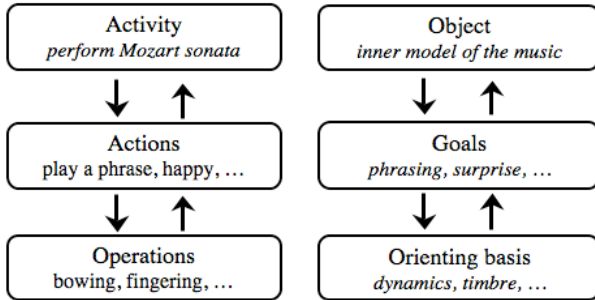 Activity
perform Mozart sonata
Object
inner model of the music
Actions
play a phrase, happy, …
Goals
phrasing, surprise, …
Operations
bowing, fingering, …
Orienting basis
dynamics, timbre, …